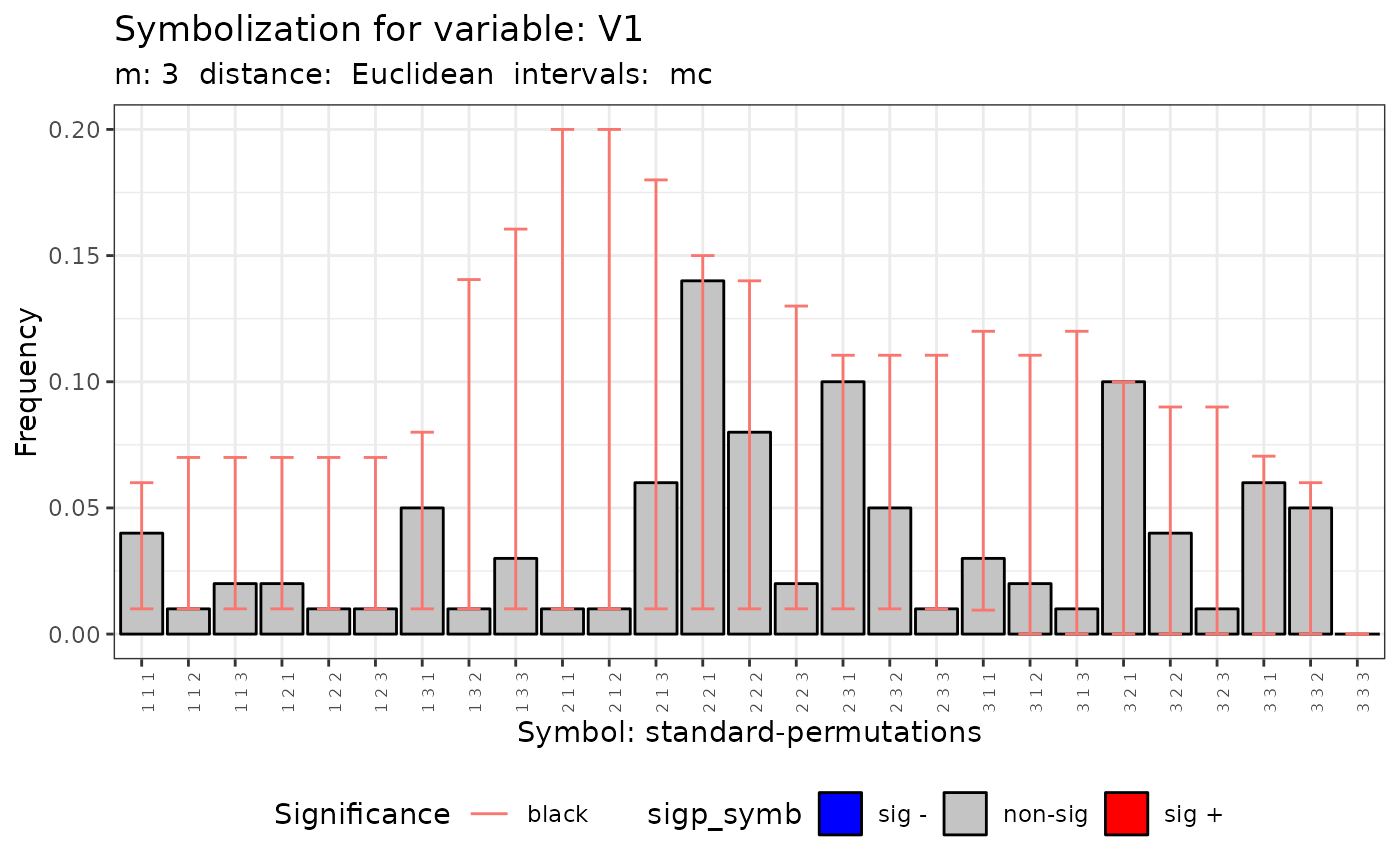 Symbolization for variable: V1
m: 3 distance: Euclidean intervals: mc
Frequency
0.20
0.15
0.10
0.05
0.00
1 1 1
1 1 2
1 1 3
1 2 1
1 2 2
1 2 3
1 3 1
1 3 2
1 3 3
2 1 1
2 1 2
2 1 3
2 2 1
2 2 2
2 2 3
2 3 1
2 3 2
2 3 3
3 1 1
3 1 2
3 1 3
3 2 1
3 2 2
3 2 3
3 3 1
3 3 2
3 3 3
Symbol: standard-permutations
Significance black sigp_symb sig - non-sig sig +